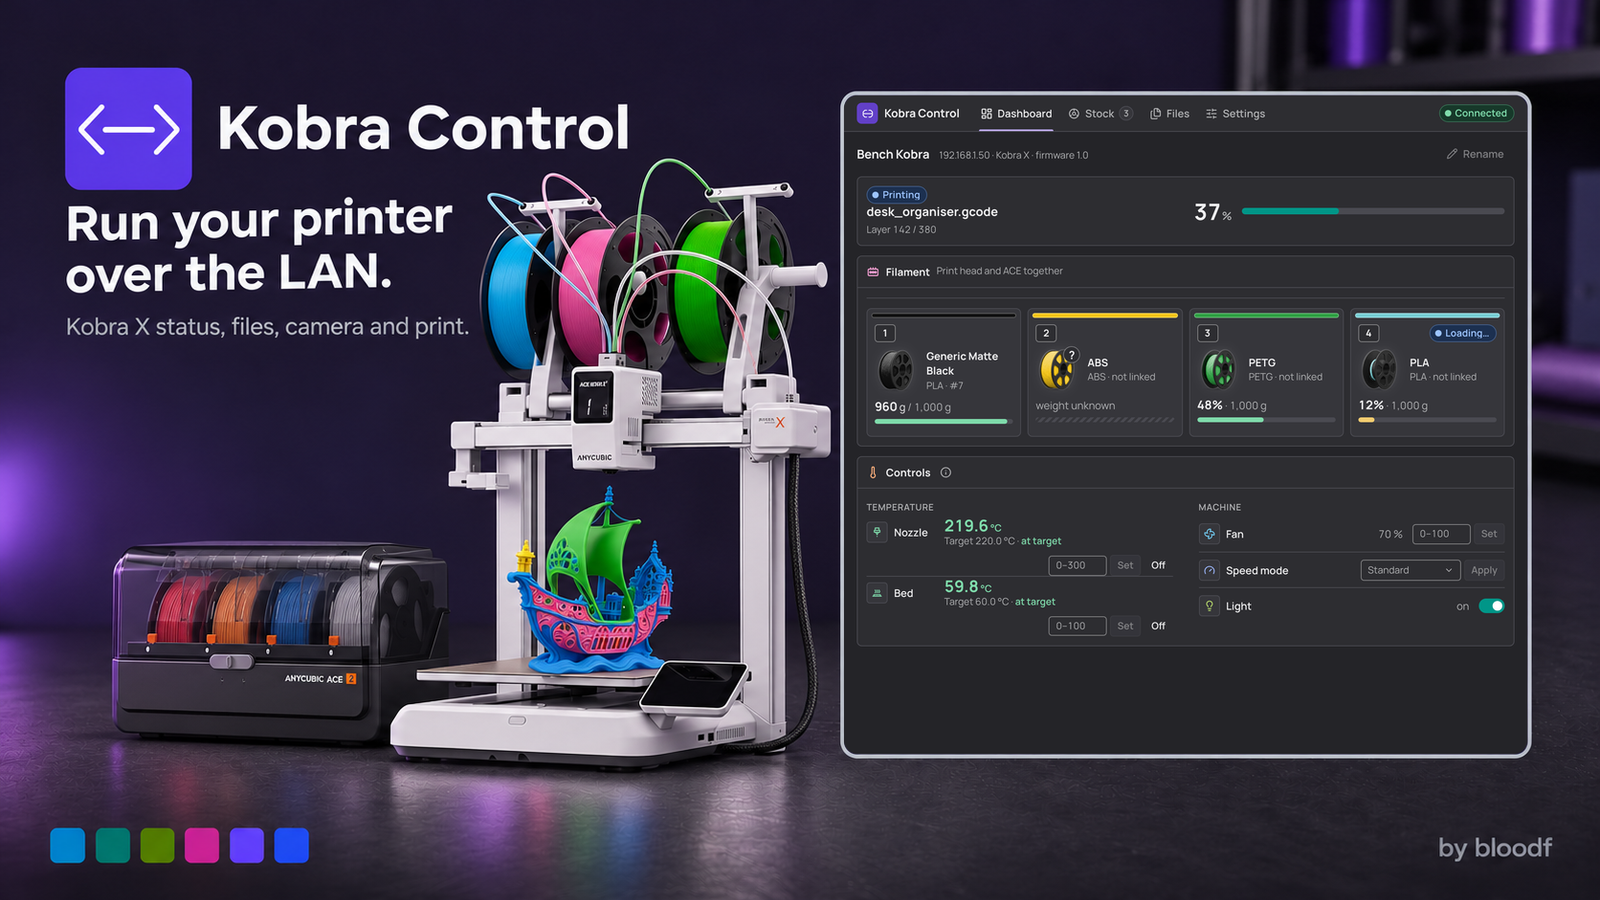 Kobra Control
Run your printer
over the LAN.
Kobra X status, files, camera and print.
ANYCUBIC
ANYCUBIC ACE 2
Kobra Control
Dashboard
Stock 3
Files
Settings
Connected
Bench Kobra
192.168.1.50 · Kobra X · firmware 1.0
Rename
Printing
desk_organiser.gcode
Layer 142 / 380
37%
Filament Print head and ACE together
1
Generic Matte
Black
PLA · #7
960 g / 1,000 g
2
?
ABS
ABS · not linked
weight unknown
3
PETG
PETG · not linked
48% · 1,000 g
4
Loading...
PLA
PLA · not linked
12% · 1,000 g
Controls
TEMPERATURE
Nozzle
219.6 °C
Target 220.0 °C · at target
0–300 Set Off
Bed
59.8 °C
Target 60.0 °C · at target
0–100 Set Off
MACHINE
Fan 70 % 0–100 Set
Speed mode Standard Apply
Light on
by bloodf